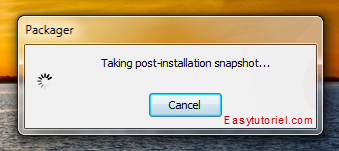 Packager
Taking post-installation snapshot...
Cancel
Easytutoriel.com